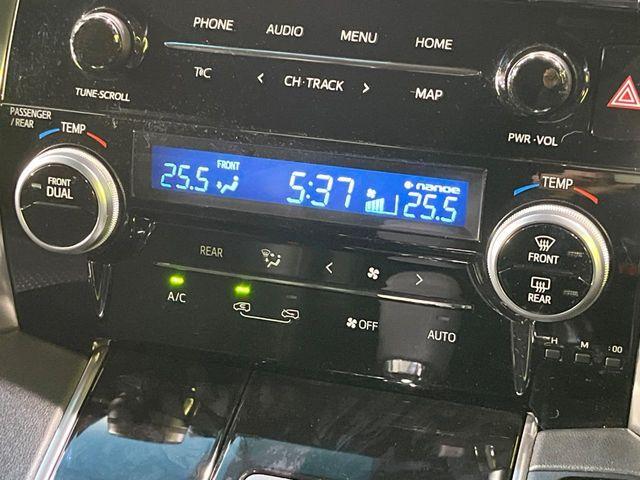 PHONE AUDIO MENU HOME
T&C < CH·TRACK > MAP
TUNE·SCROLL
PWR·VOL
PASSENGER
/REAR
TEMP
FRONT
DUAL
25.5 FRONT 5:37 nanoe 25.5
TEMP
FRONT
REAR
REAR < >
A/C
OFF AUTO
H M :00